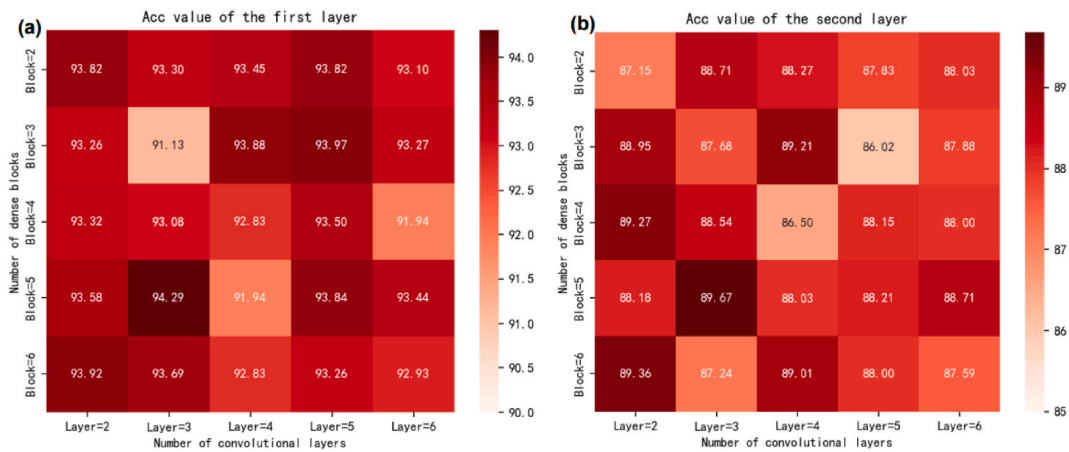 (a) Acc value of the first layer
Number of dense blocks
Block=2 93.82 93.30 93.45 93.82 93.10
Block=3 93.26 91.13 93.88 93.97 93.27
Block=4 93.32 93.08 92.83 93.50 91.94
Block=5 93.58 94.29 91.94 93.84 93.44
Block=6 93.92 93.69 92.83 93.26 92.93
Layer=2 Layer=3 Layer=4 Layer=5 Layer=6
Number of convolutional layers
94.0
93.5
93.0
92.5
92.0
91.5
91.0
90.5
90.0
(b) Acc value of the second layer
Number of dense blocks
Block=2 87.15 88.71 88.27 87.83 88.03
Block=3 88.95 87.68 89.21 86.02 87.88
Block=4 89.27 88.54 86.50 88.15 88.00
Block=5 88.18 89.67 88.03 88.21 88.71
Block=6 89.36 87.24 89.01 88.00 87.59
Layer=2 Layer=3 Layer=4 Layer=5 Layer=6
Number of convolutional layers
89
88
87
86
85